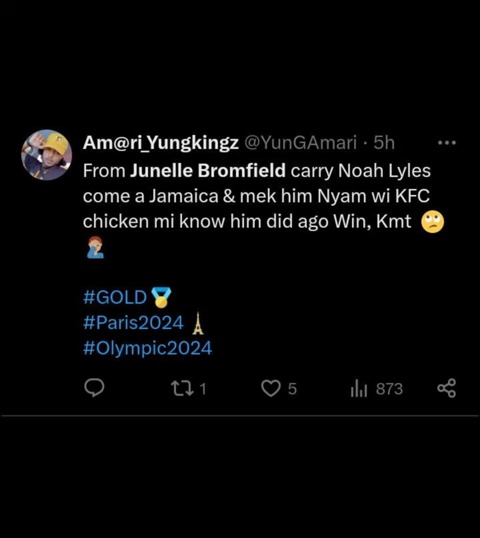 Am@ri_Yungkingz @YunGAmari · 5h
From Junelle Bromfield carry Noah Lyles
come a Jamaica & mek him Nyam wi KFC
chicken mi know him did ago Win, Kmt 🙄
🤦🏽‍♂️
#GOLD🏅
#Paris2024🗼
#Olympic2024
1 5 873